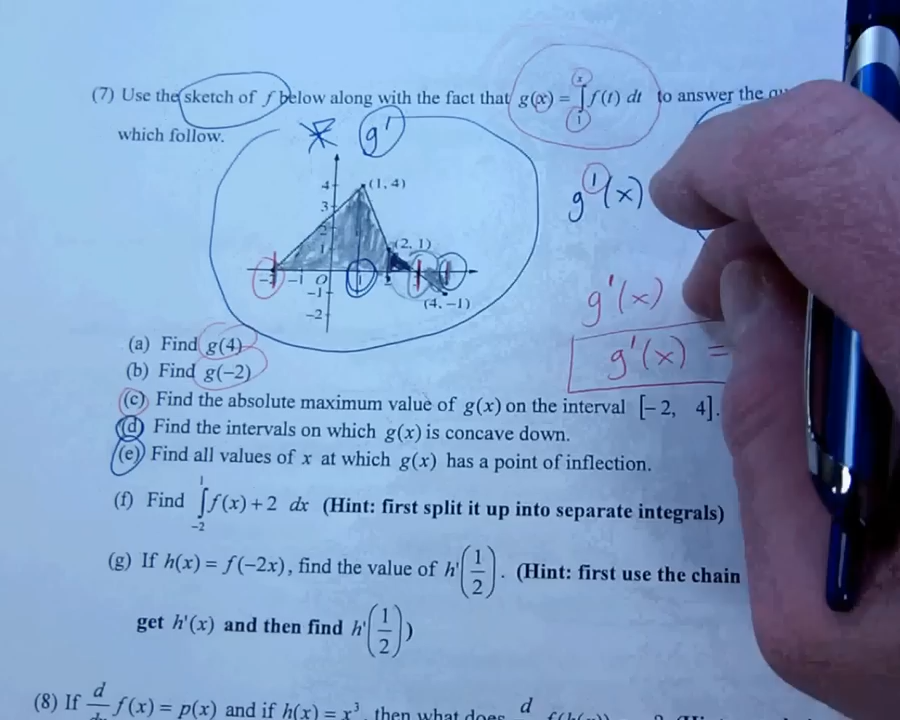 (7) Use the sketch of f below along with the fact that g(x) = ∫₁ˣ f(t) dt to answer the
which follow.
g'
4 (1, 4)
3
g'(x)
1 (2, 1)
-2 -1 O 1 2
-1 (4, -1)
-2
g'(x)
g'(x) =
(a) Find g(4)
(b) Find g(-2)
(c) Find the absolute maximum value of g(x) on the interval [-2, 4].
(d) Find the intervals on which g(x) is concave down.
(e) Find all values of x at which g(x) has a point of inflection.
(f) Find ∫₋₂¹ f(x) + 2 dx (Hint: first split it up into separate integrals)
(g) If h(x) = f(-2x), find the value of h'(1/2). (Hint: first use the chain
get h'(x) and then find h'(1/2))
(8) If d/dx f(x) = p(x) and if h(x) = x³, then what does d